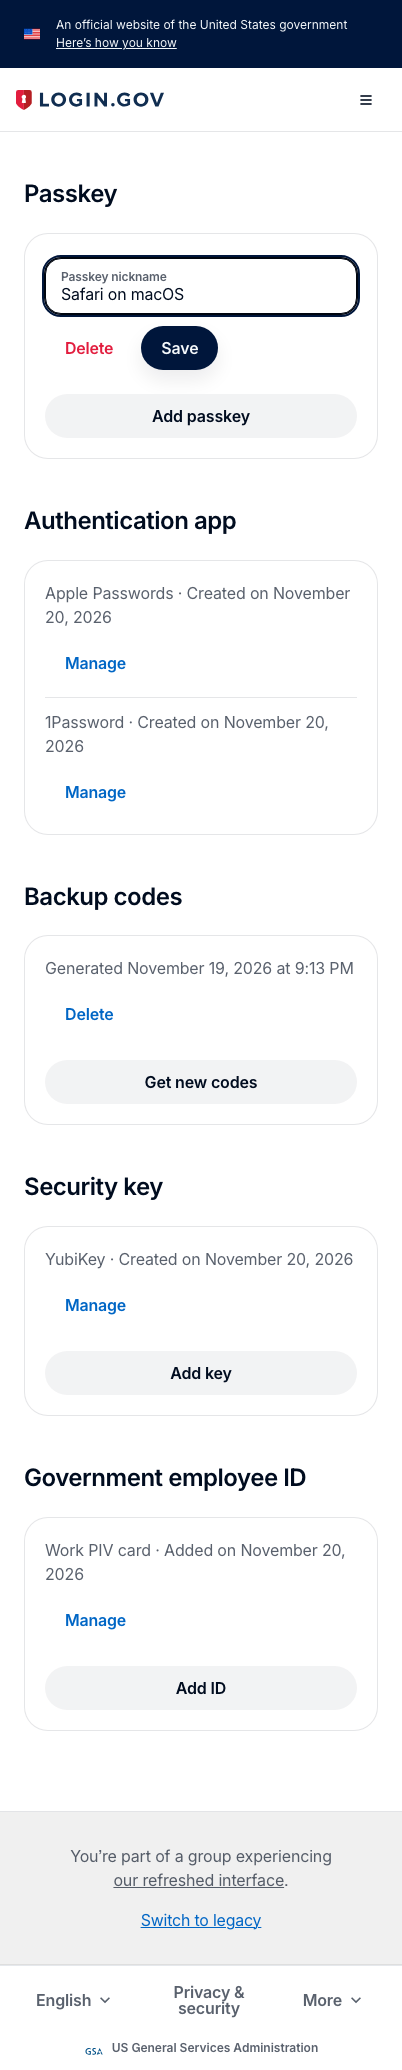 An official website of the United States government
Here’s how you know
LOGIN.GOV
Passkey
Passkey nickname
Safari on macOS
Delete
Save
Add passkey
Authentication app
Apple Passwords · Created on November
20, 2026
Manage
1Password · Created on November 20,
2026
Manage
Backup codes
Generated November 19, 2026 at 9:13 PM
Delete
Get new codes
Security key
YubiKey · Created on November 20, 2026
Manage
Add key
Government employee ID
Work PIV card · Added on November 20,
2026
Manage
Add ID
You’re part of a group experiencing
our refreshed interface.
Switch to legacy
English
Privacy &
security
More
GSA US General Services Administration